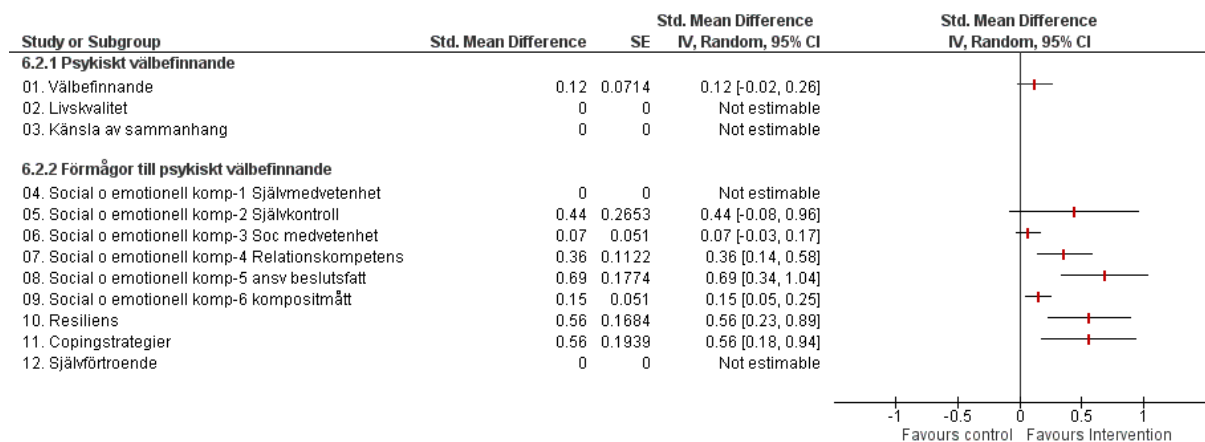 Std. Mean Difference Std. Mean Difference
Study or Subgroup Std. Mean Difference SE IV, Random, 95% CI IV, Random, 95% CI
6.2.1 Psykiskt välbefinnande
01. Välbefinnande 0.12 0.0714 0.12 [-0.02, 0.26]
02. Livskvalitet 0 0 Not estimable
03. Känsla av sammanhang 0 0 Not estimable
6.2.2 Förmågor till psykiskt välbefinnande
04. Social o emotionell komp-1 Självmedvetenhet 0 0 Not estimable
05. Social o emotionell komp-2 Självkontroll 0.44 0.2653 0.44 [-0.08, 0.96]
06. Social o emotionell komp-3 Soc medvetenhet 0.07 0.051 0.07 [-0.03, 0.17]
07. Social o emotionell komp-4 Relationskompetens 0.36 0.1122 0.36 [0.14, 0.58]
08. Social o emotionell komp-5 ansv beslutsfatt 0.69 0.1774 0.69 [0.34, 1.04]
09. Social o emotionell komp-6 kompositmått 0.15 0.051 0.15 [0.05, 0.25]
10. Resiliens 0.56 0.1684 0.56 [0.23, 0.89]
11. Copingstrategier 0.56 0.1939 0.56 [0.18, 0.94]
12. Självförtroende 0 0 Not estimable
-1 -0.5 0 0.5 1
Favours control Favours Intervention